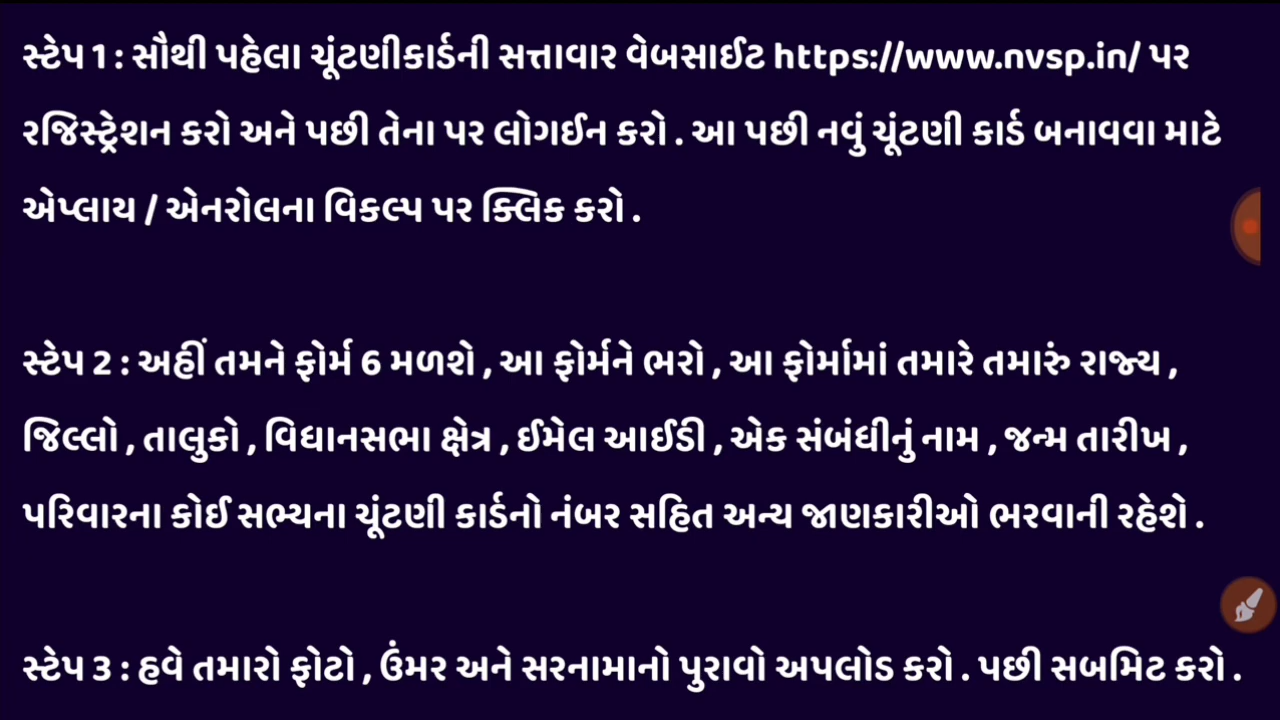 સ્ટેપ 1 : સૌથી પહેલા ચૂંટણીકાર્ડની સત્તાવાર વેબસાઈટ https://www.nvsp.in/ પર
રજિસ્ટ્રેશન કરો અને પછી તેના પર લોગઈન કરો . આ પછી નવું ચૂંટણી કાર્ડ બનાવવા માટે
એપ્લાય / એનરોલના વિકલ્પ પર ક્લિક કરો .
સ્ટેપ 2 : અહીં તમને ફોર્મ 6 મળશે , આ ફોર્મને ભરો , આ ફોર્મામાં તમારે તમારું રાજ્ય ,
જિલ્લો , તાલુકો , વિધાનસભા ક્ષેત્ર , ઈમેલ આઈડી , એક સંબંધીનું નામ , જન્મ તારીખ ,
પરિવારના કોઈ સભ્યના ચૂંટણી કાર્ડનો નંબર સહિત અન્ય જાણકારીઓ ભરવાની રહેશે .
સ્ટેપ 3 : હવે તમારો ફોટો , ઉંમર અને સરનામાનો પુરાવો અપલોડ કરો . પછી સબમિટ કરો .